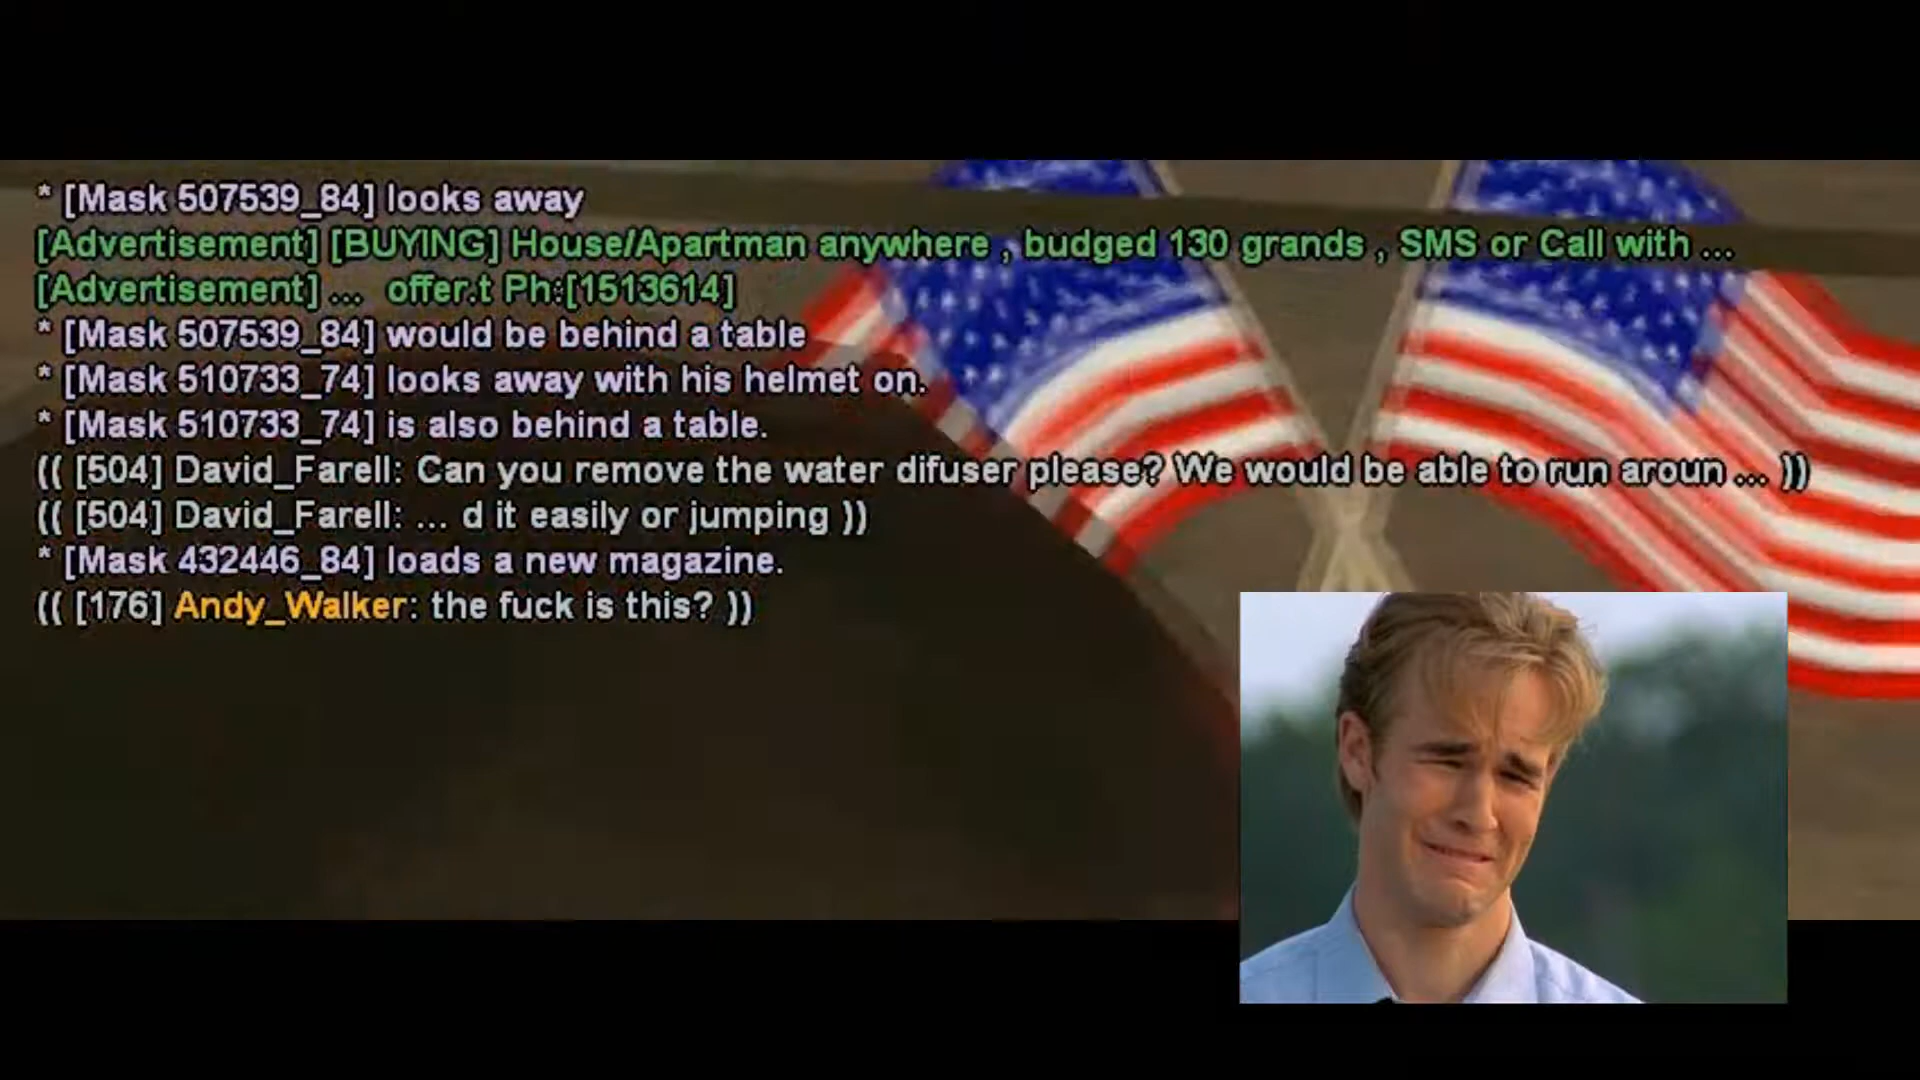 * [Mask 507539_84] looks away
[Advertisement] [BUYING] House/Apartman anywhere , budged 130 grands , SMS or Call with ...
[Advertisement] ... offer.t Ph:[1513614]
* [Mask 507539_84] would be behind a table
* [Mask 510733_74] looks away with his helmet on.
* [Mask 510733_74] is also behind a table.
(( [504] David_Farell: Can you remove the water difuser please? We would be able to run aroun ... ))
(( [504] David_Farell: ... d it easily or jumping ))
* [Mask 432446_84] loads a new magazine.
(( [176] Andy_Walker: the fuck is this? ))